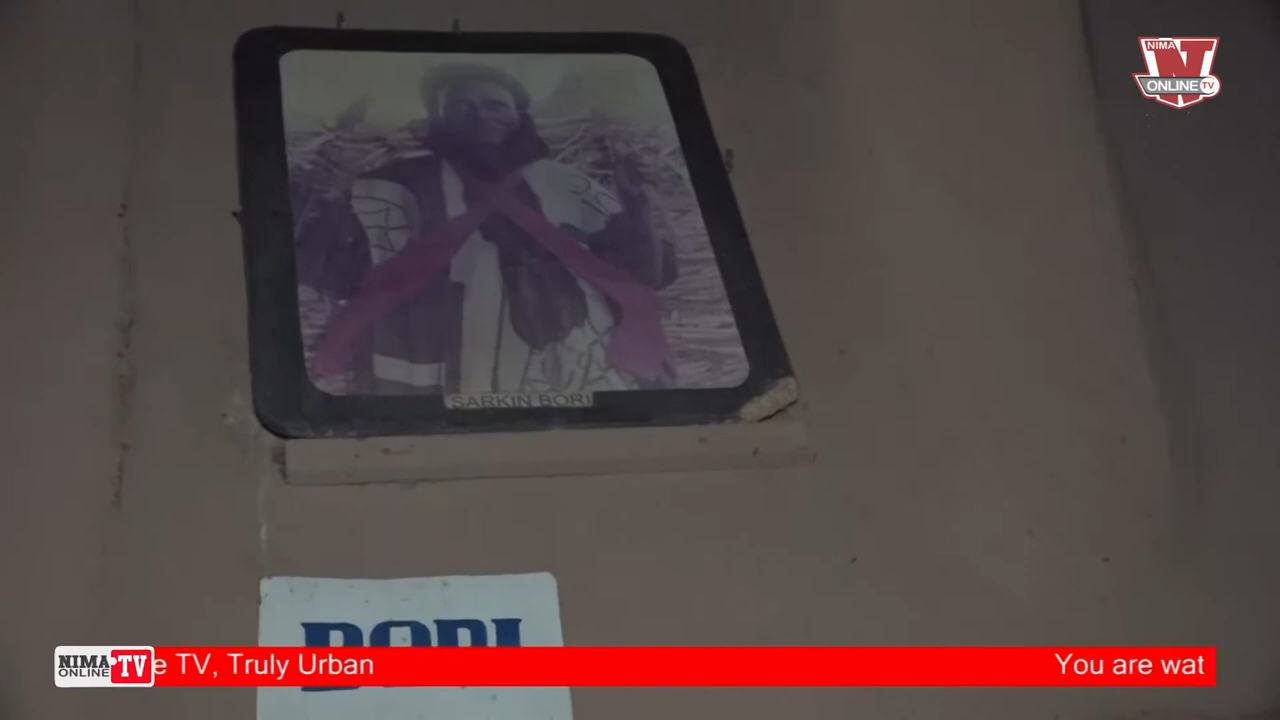 NIMA
N
ONLINE TV
SARKIN BORI
BORI
NIMA
ONLINE TV
e TV, Truly Urban
You are wat